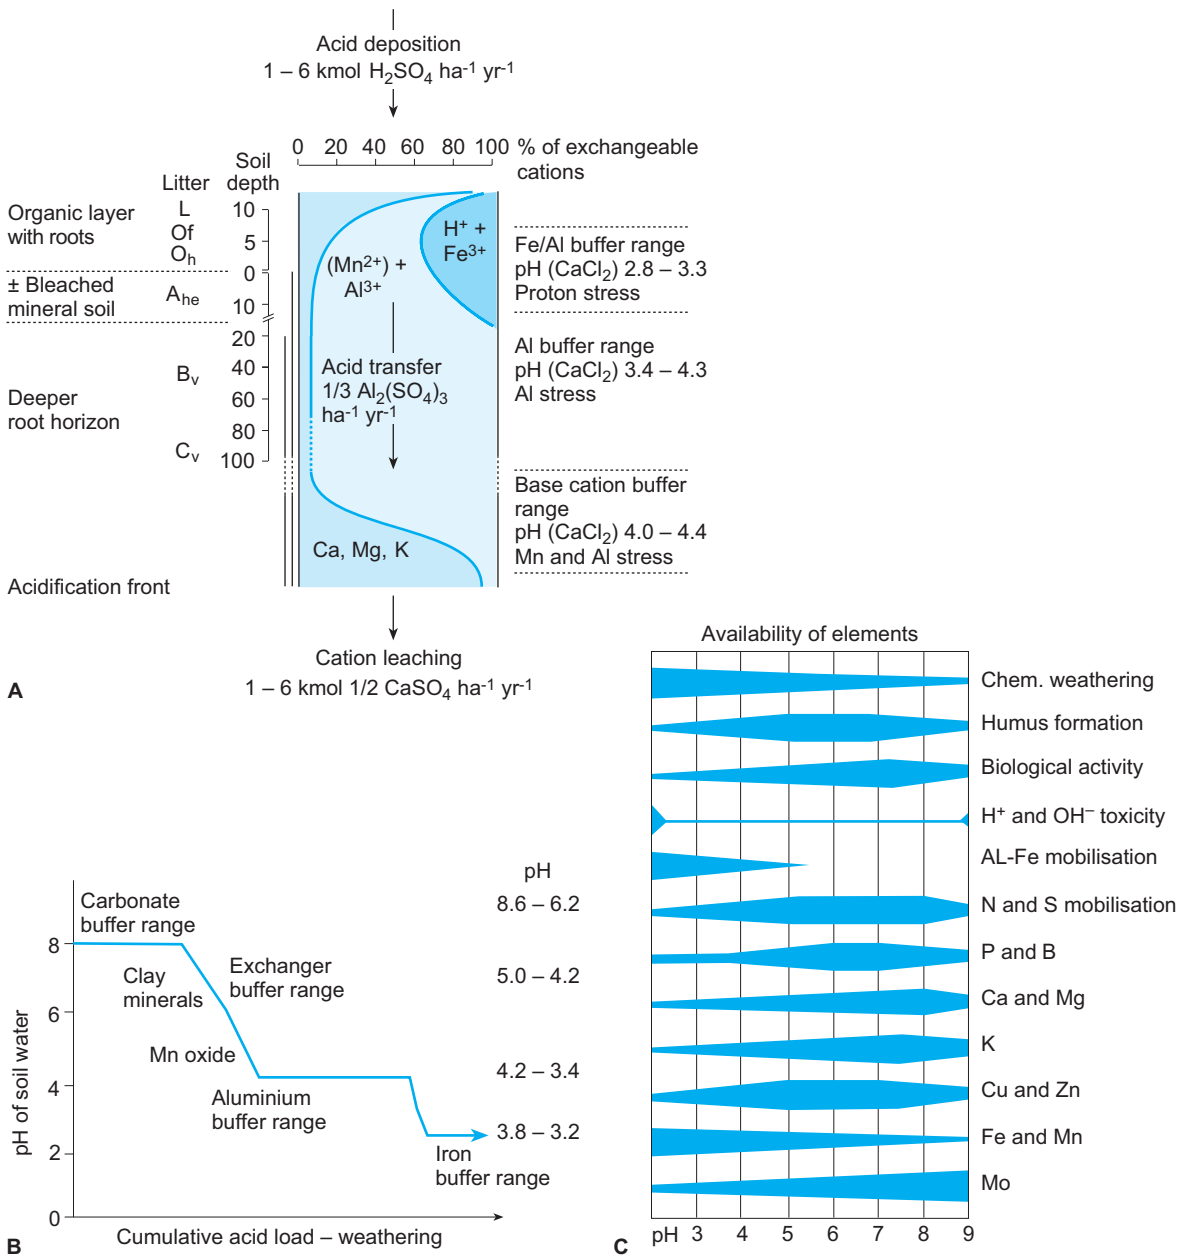 Acid deposition
1 – 6 kmol H₂SO₄ ha⁻¹ yr⁻¹
0 20 40 60 80 100 % of exchangeable
cations
Soil
depth
Litter
Organic layer
with roots
L
Of
Oh
10
5
0
H⁺ +
Fe³⁺
(Mn²⁺) +
Al³⁺
Fe/Al buffer range
pH (CaCl₂) 2.8 – 3.3
Proton stress
± Bleached
mineral soil
Ahe
10
20
40
60
80
100
Deeper
root horizon
Bv
Cv
Acid transfer
1/3 Al₂(SO₄)₃
ha⁻¹ yr⁻¹
Al buffer range
pH (CaCl₂) 3.4 – 4.3
Al stress
Base cation buffer
range
pH (CaCl₂) 4.0 – 4.4
Mn and Al stress
Ca, Mg, K
Acidification front
Cation leaching
1 – 6 kmol 1/2 CaSO₄ ha⁻¹ yr⁻¹
A
pH of soil water
8
6
4
2
0
Carbonate
buffer range
Clay
minerals
Exchanger
buffer range
Mn oxide
Aluminium
buffer range
Iron
buffer range
pH
8.6 – 6.2
5.0 – 4.2
4.2 – 3.4
3.8 – 3.2
Cumulative acid load – weathering
B
Availability of elements
Chem. weathering
Humus formation
Biological activity
H⁺ and OH⁻ toxicity
AL-Fe mobilisation
N and S mobilisation
P and B
Ca and Mg
K
Cu and Zn
Fe and Mn
Mo
pH 3 4 5 6 7 8 9
C